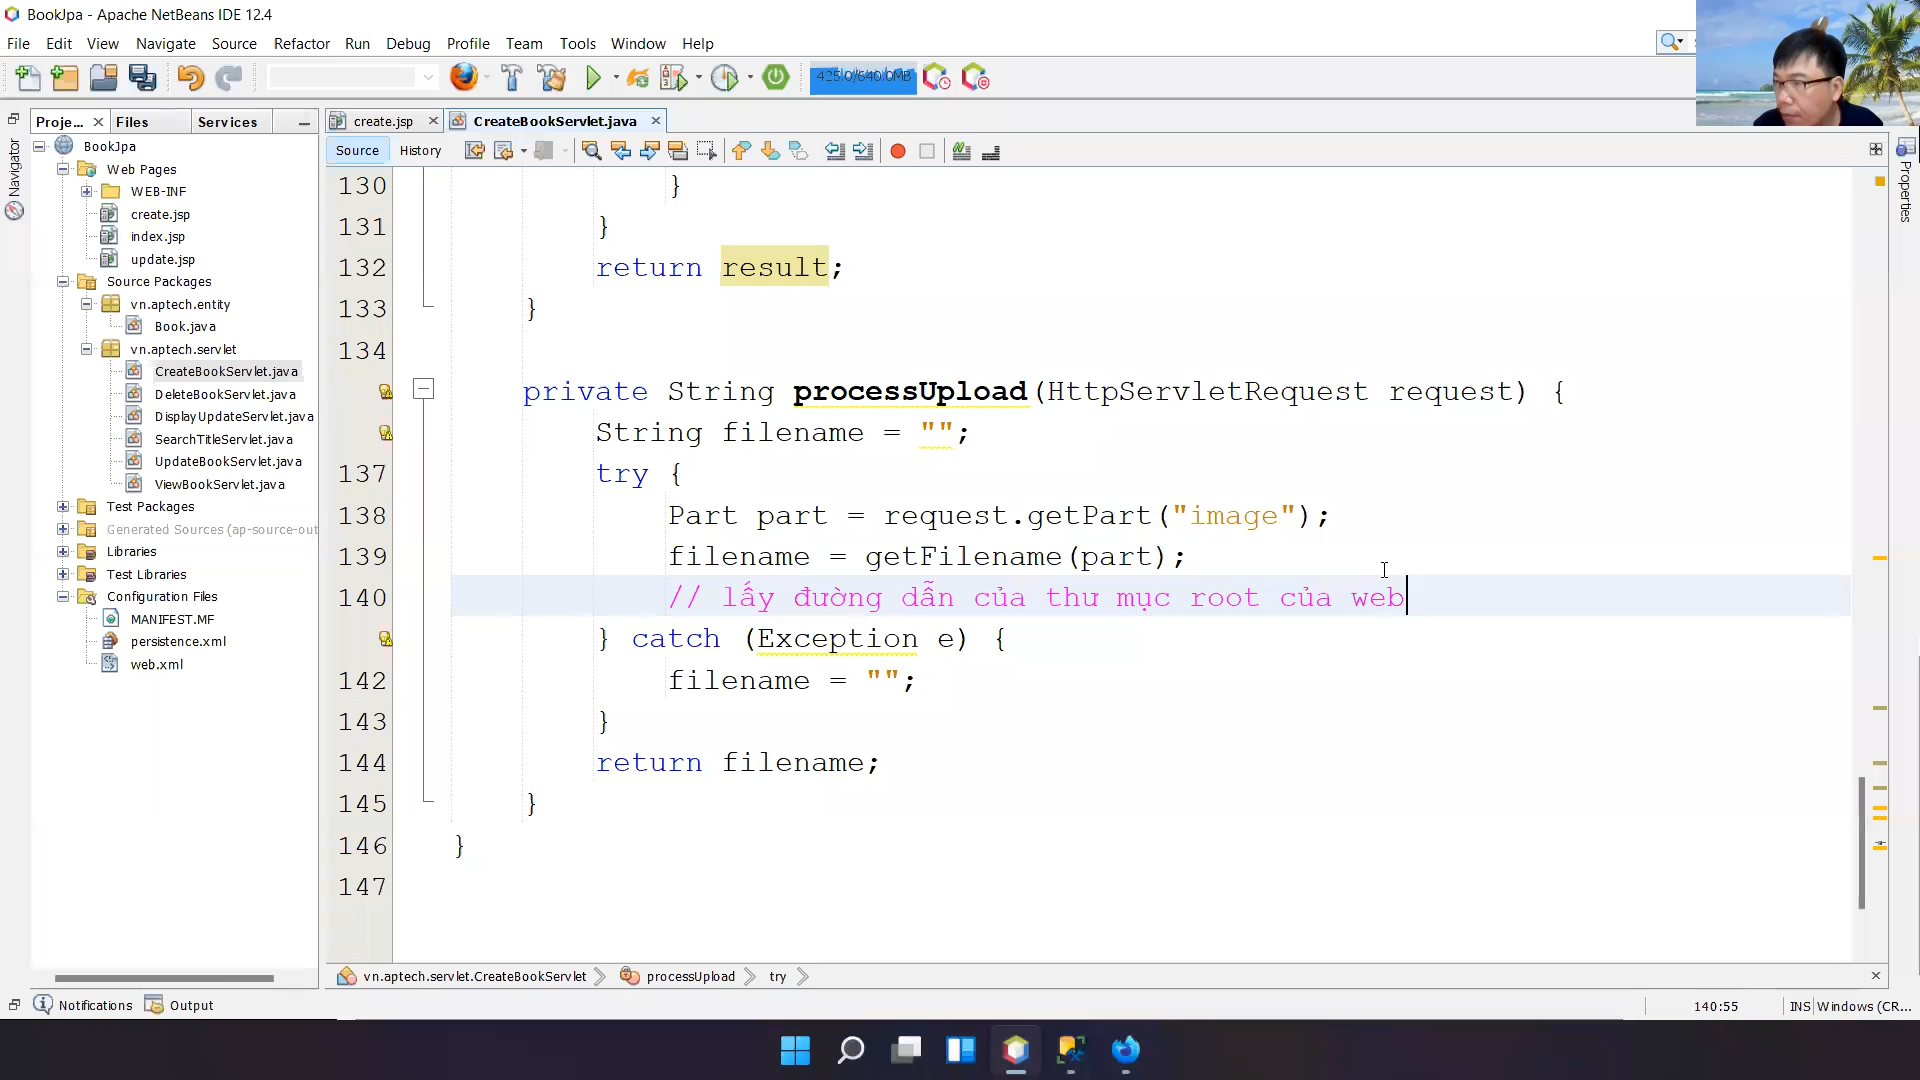 BookJpa - Apache NetBeans IDE 12.4
File Edit View Navigate Source Refactor Run Debug Profile Team Tools Window Help
425.0/640.0MB
Proje... Files Services
create.jsp CreateBookServlet.java
Source History
Navigator
Properties
BookJpa
Web Pages
WEB-INF
create.jsp
index.jsp
update.jsp
Source Packages
vn.aptech.entity
Book.java
vn.aptech.servlet
CreateBookServlet.java
DeleteBookServlet.java
DisplayUpdateServlet.java
SearchTitleServlet.java
UpdateBookServlet.java
ViewBookServlet.java
Test Packages
Generated Sources (ap-source-out
Libraries
Test Libraries
Configuration Files
MANIFEST.MF
persistence.xml
web.xml
130 }
131 }
132 return result;
133 }
134
private String processUpload(HttpServletRequest request) {
String filename = "";
137 try {
138 Part part = request.getPart("image");
139 filename = getFilename(part);
140 // lấy đường dẫn của thư mục root của web
} catch (Exception e) {
142 filename = "";
143 }
144 return filename;
145 }
146 }
147
vn.aptech.servlet.CreateBookServlet processUpload try
Notifications Output
140:55 INS Windows (CR...